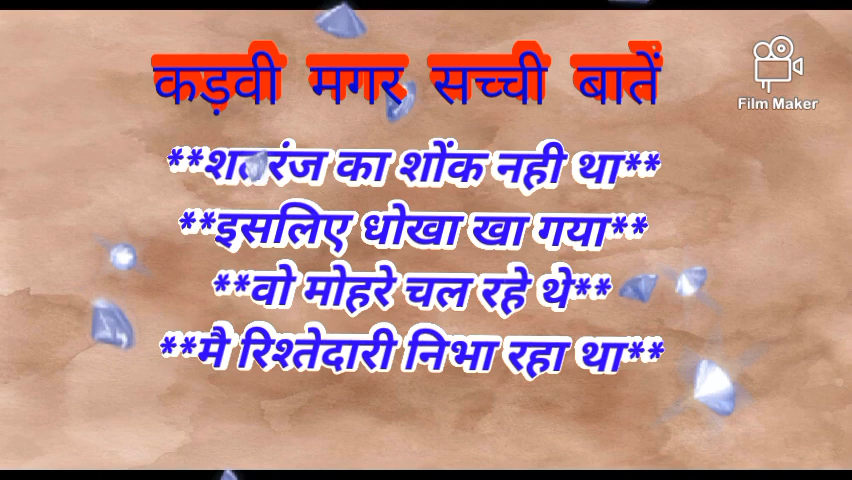 कड़वी मगर सच्ची बातें
Film Maker
**शतरंज का शोंक नही था**
**इसलिए धोखा खा गया**
**वो मोहरे चल रहे थे**
**मै रिश्तेदारी निभा रहा था**